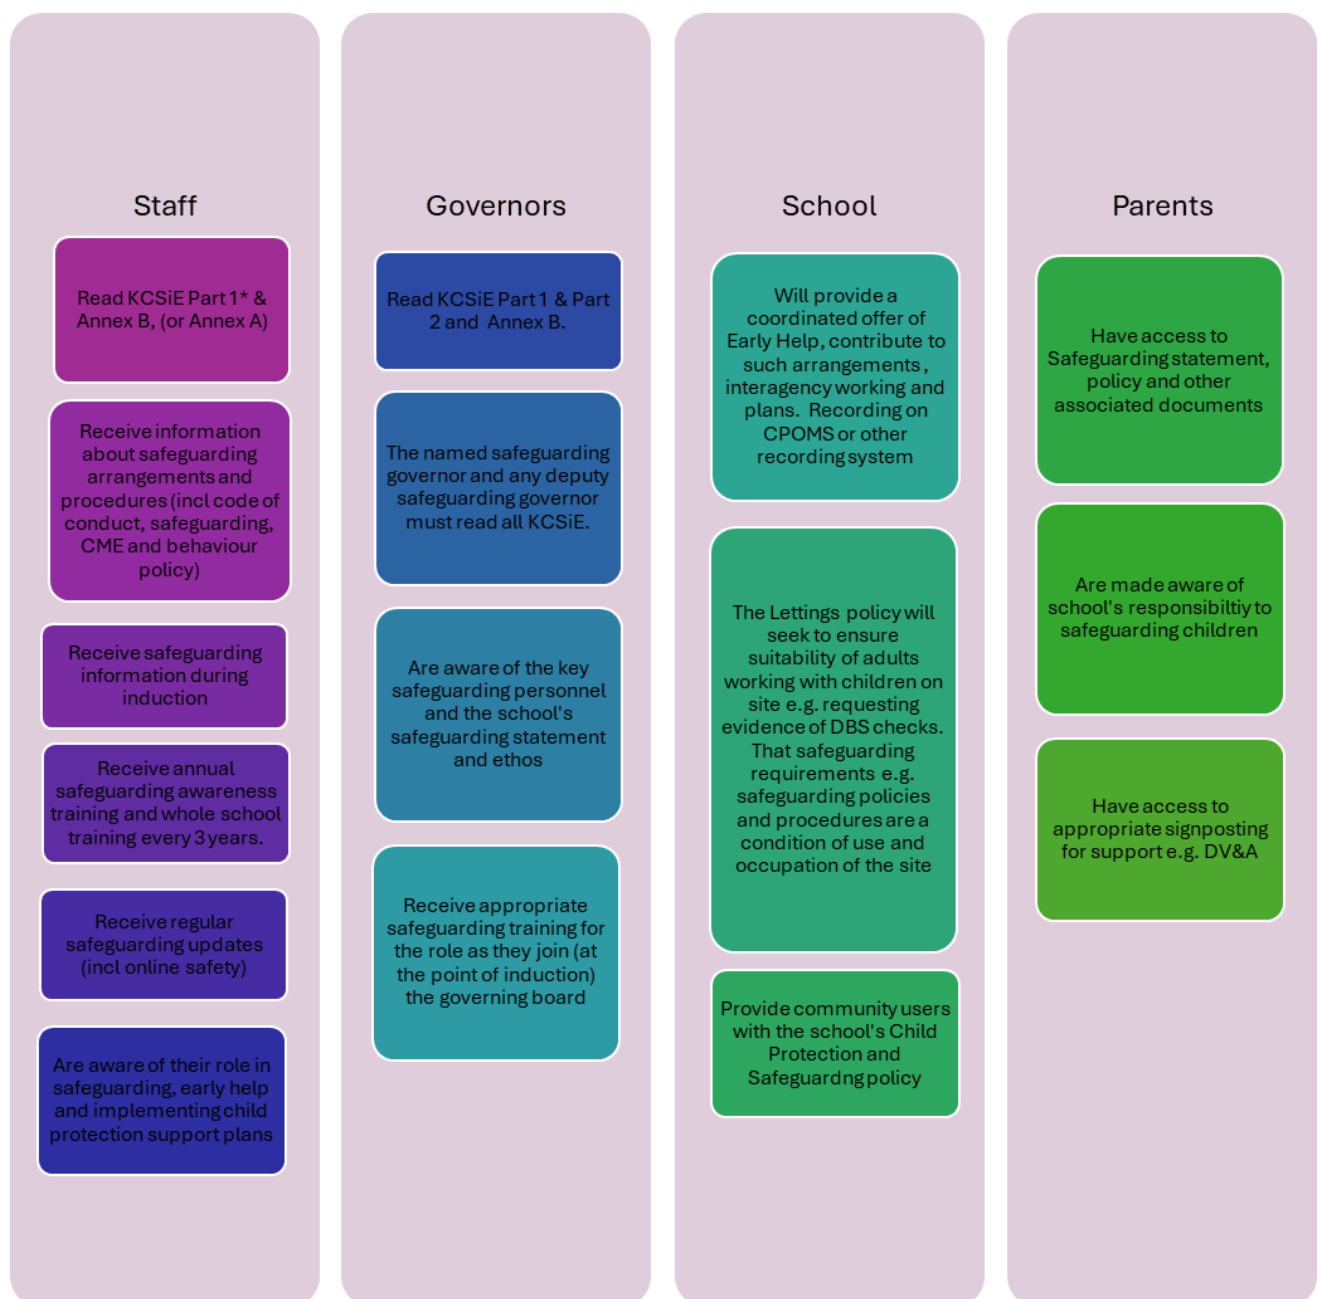 Staff
Read KCSiE Part 1* &
Annex B, (or Annex A)
Receive information
about safeguarding
arrangements and
procedures (incl code of
conduct, safeguarding,
CME and behaviour
policy)
Receive safeguarding
information during
induction
Receive annual
safeguarding awareness
training and whole school
training every 3 years.
Receive regular
safeguarding updates
(incl online safety)
Are aware of their role in
safeguarding, early help
and implementing child
protection support plans
Governors
Read KCSiE Part 1 & Part
2 and Annex B.
The named safeguarding
governor and any deputy
safeguarding governor
must read all KCSiE.
Are aware of the key
safeguarding personnel
and the school's
safeguarding statement
and ethos
Receive appropriate
safeguarding training for
the role as they join (at
the point of induction)
the governing board
School
Will provide a
coordinated offer of
Early Help, contribute to
such arrangements ,
interagency working and
plans. Recording on
CPOMS or other
recording system
The Lettings policy will
seek to ensure
suitability of adults
working with children on
site e.g. requesting
evidence of DBS checks.
That safeguarding
requirements e.g.
safeguarding policies
and procedures are a
condition of use and
occupation of the site
Provide community users
with the school's Child
Protection and
Safeguardng policy
Parents
Have access to
Safeguarding statement,
policy and other
associated documents
Are made aware of
school's responsibiltiy to
safeguarding children
Have access to
appropriate signposting
for support e.g. DV&A